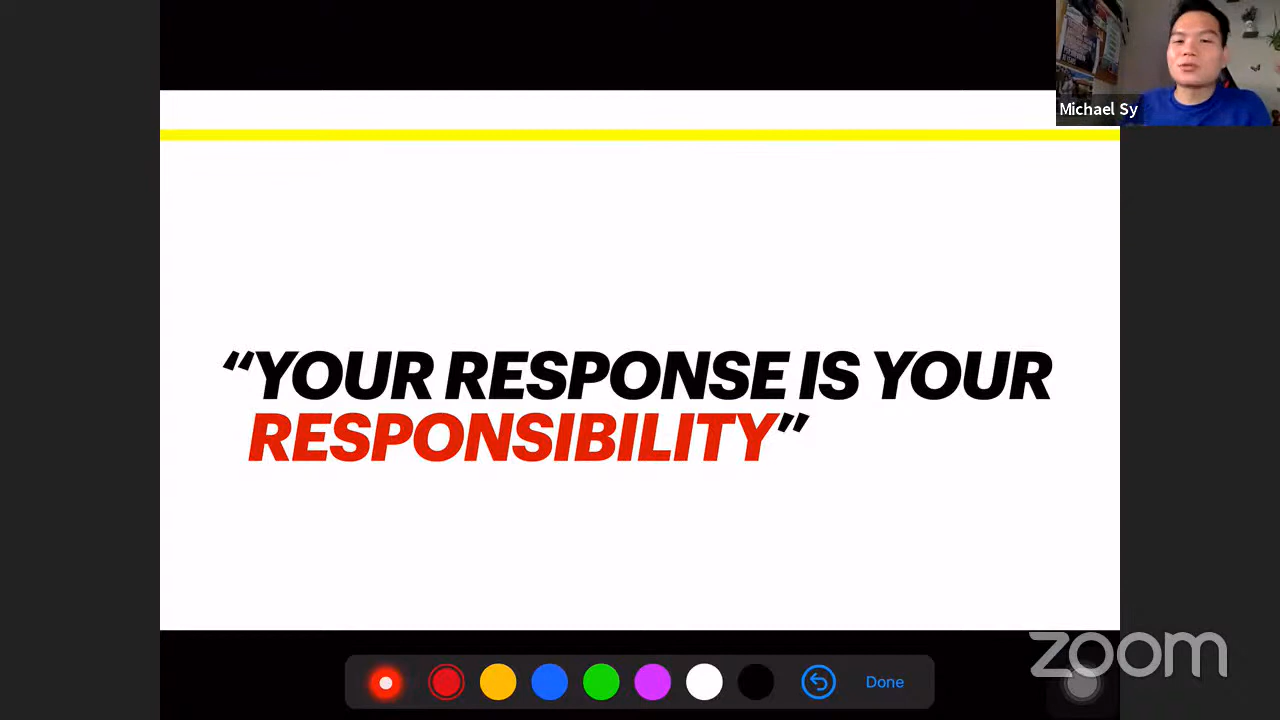 Michael Sy
“YOUR RESPONSE IS YOUR
RESPONSIBILITY”
zoom
Done